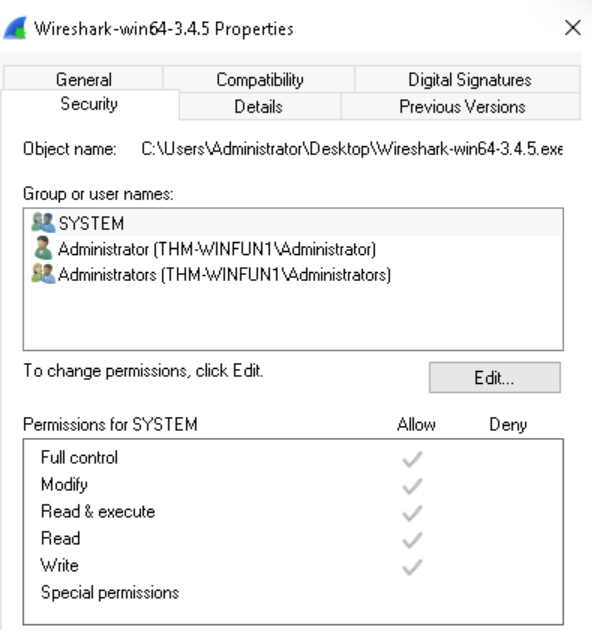 Wireshark-win64-3.4.5 Properties
General Compatibility Digital Signatures
Security Details Previous Versions
Object name: C:\Users\Administrator\Desktop\Wireshark-win64-3.4.5.exe
Group or user names:
SYSTEM
Administrator (THM-WINFUN1\Administrator)
Administrators (THM-WINFUN1\Administrators)
To change permissions, click Edit.
Edit...
Permissions for SYSTEM Allow Deny
Full control
Modify
Read & execute
Read
Write
Special permissions